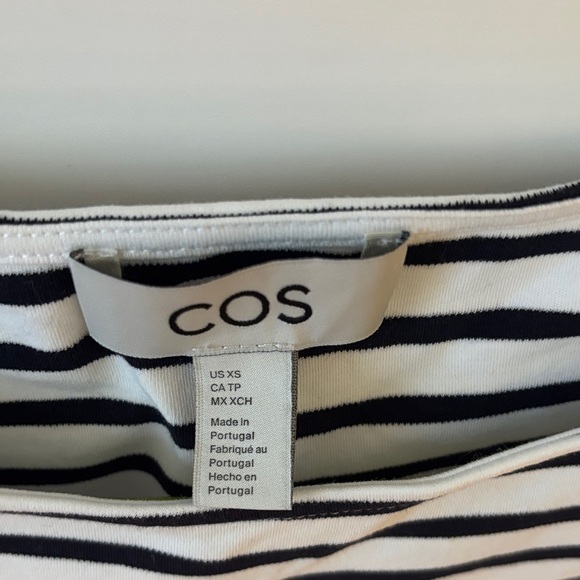 COS
US XS
CA TP
MX XCH
Made in
Portugal
Fabriqué au
Portugal
Hecho en
Portugal